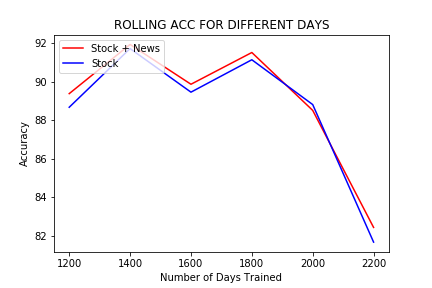 ROLLING ACC FOR DIFFERENT DAYS
92
90
88
86
84
82
Accuracy
Stock + News
Stock
1200 1400 1600 1800 2000 2200
Number of Days Trained